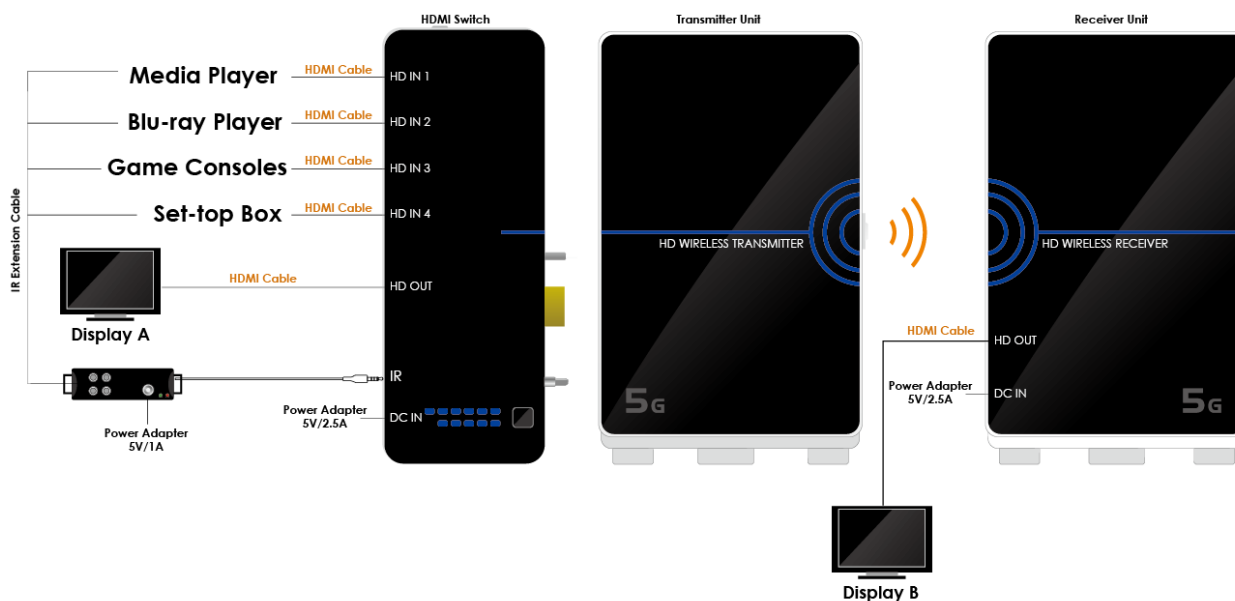 HDMI Switch
Transmitter Unit
Receiver Unit
Media Player
HDMI Cable
HD IN 1
Blu-ray Player
HDMI Cable
HD IN 2
Game Consoles
HDMI Cable
HD IN 3
Set-top Box
HDMI Cable
HD IN 4
IR Extension Cable
HD WIRELESS TRANSMITTER
HD WIRELESS RECEIVER
HDMI Cable
HD OUT
Display A
HDMI Cable
HD OUT
IR
Power Adapter
5V/2.5A
DC IN
5G
Power Adapter
5V/2.5A
DC IN
5G
Power Adapter
5V/1A
Display B